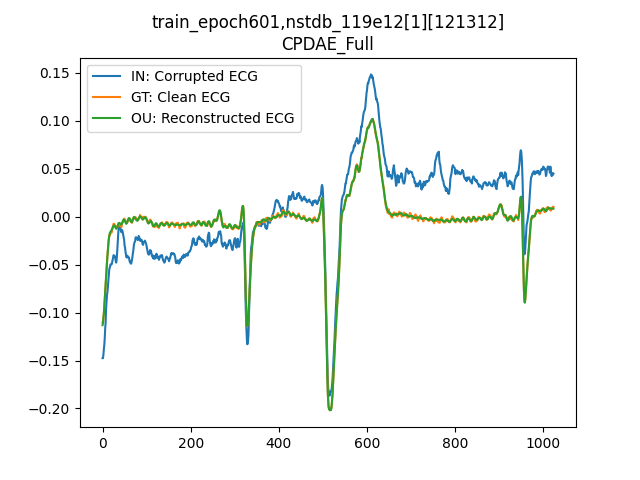 train_epoch601,nstdb_119e12[1][121312]
CPDAE_Full
IN: Corrupted ECG
GT: Clean ECG
OU: Reconstructed ECG
0.15
0.10
0.05
0.00
−0.05
−0.10
−0.15
−0.20
0 200 400 600 800 1000